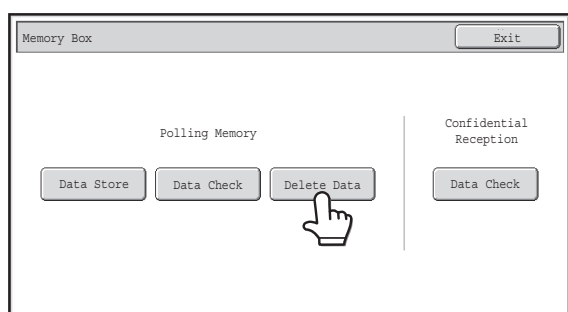 Memory Box
Exit
Polling Memory
Confidential
Reception
Data Store
Data Check
Delete Data
Data Check